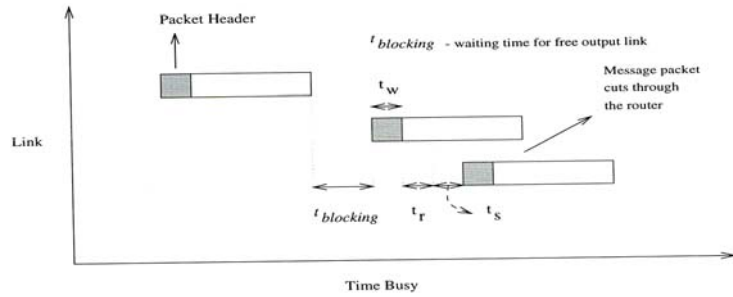 Packet Header
t blocking - waiting time for free output link
Message packet
cuts through
the router
t w
Link
t blocking
t r
t s
Time Busy